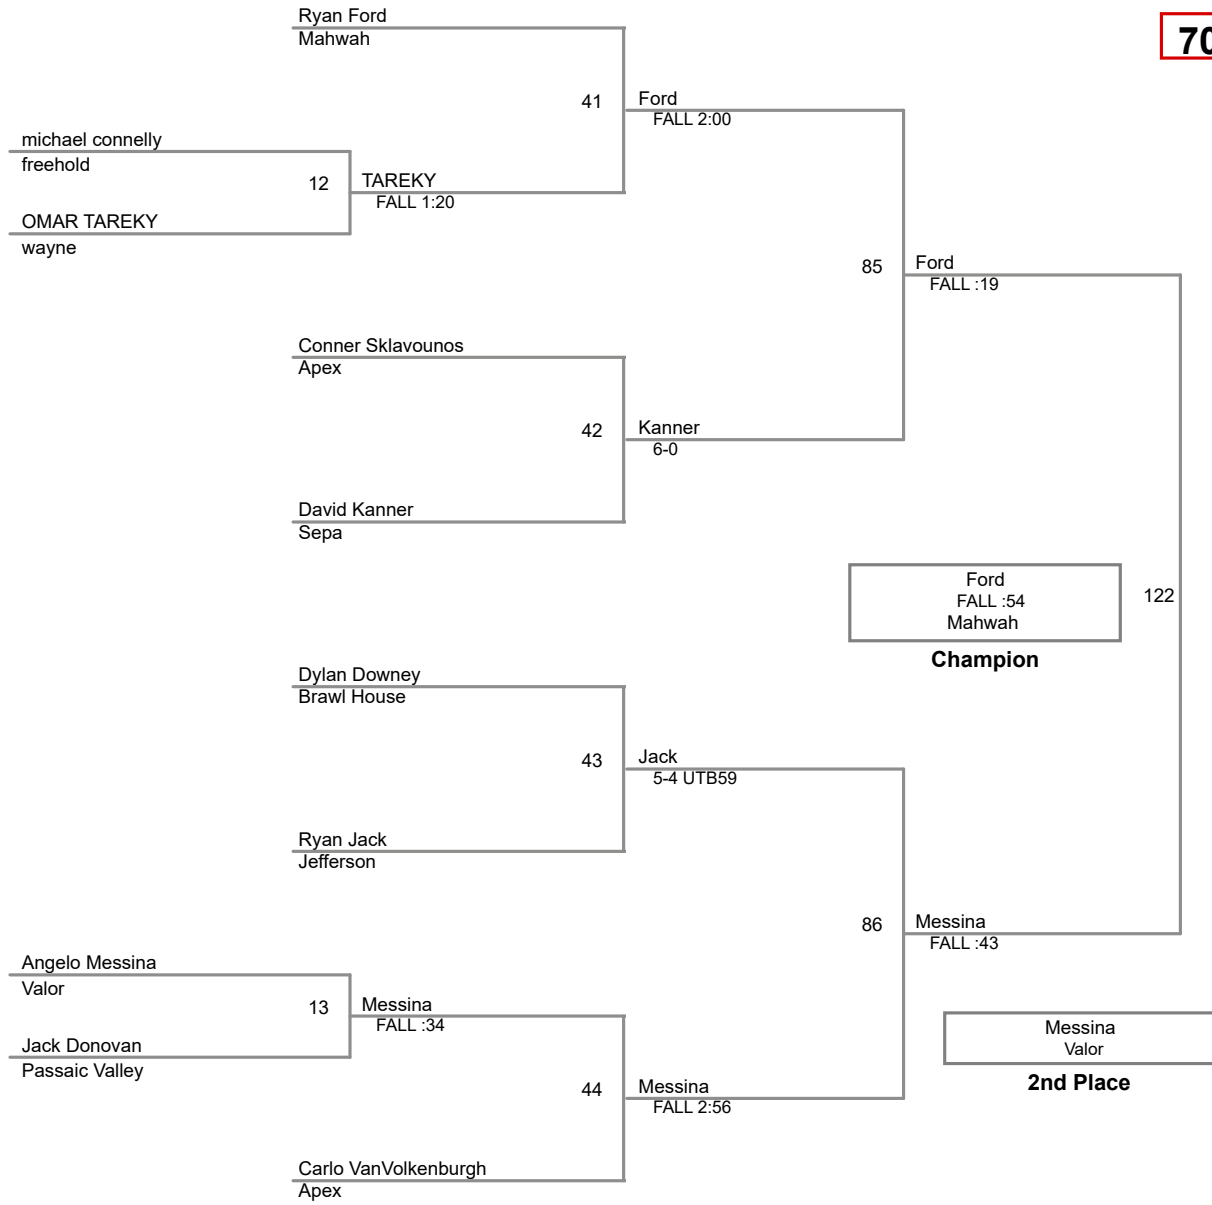 Ryan Ford
Mahwah
70
41
Ford
FALL 2:00
michael connelly
freehold
12
TAREKY
FALL 1:20
OMAR TAREKY
wayne
85
Ford
FALL :19
Conner Sklavounos
Apex
42
Kanner
6-0
David Kanner
Sepa
Ford
FALL :54
Mahwah
122
Champion
Dylan Downey
Brawl House
43
Jack
5-4 UTB59
Ryan Jack
Jefferson
86
Messina
FALL :43
Angelo Messina
Valor
13
Messina
FALL :34
Jack Donovan
Passaic Valley
Messina
Valor
2nd Place
44
Messina
FALL 2:56
Carlo VanVolkenburgh
Apex